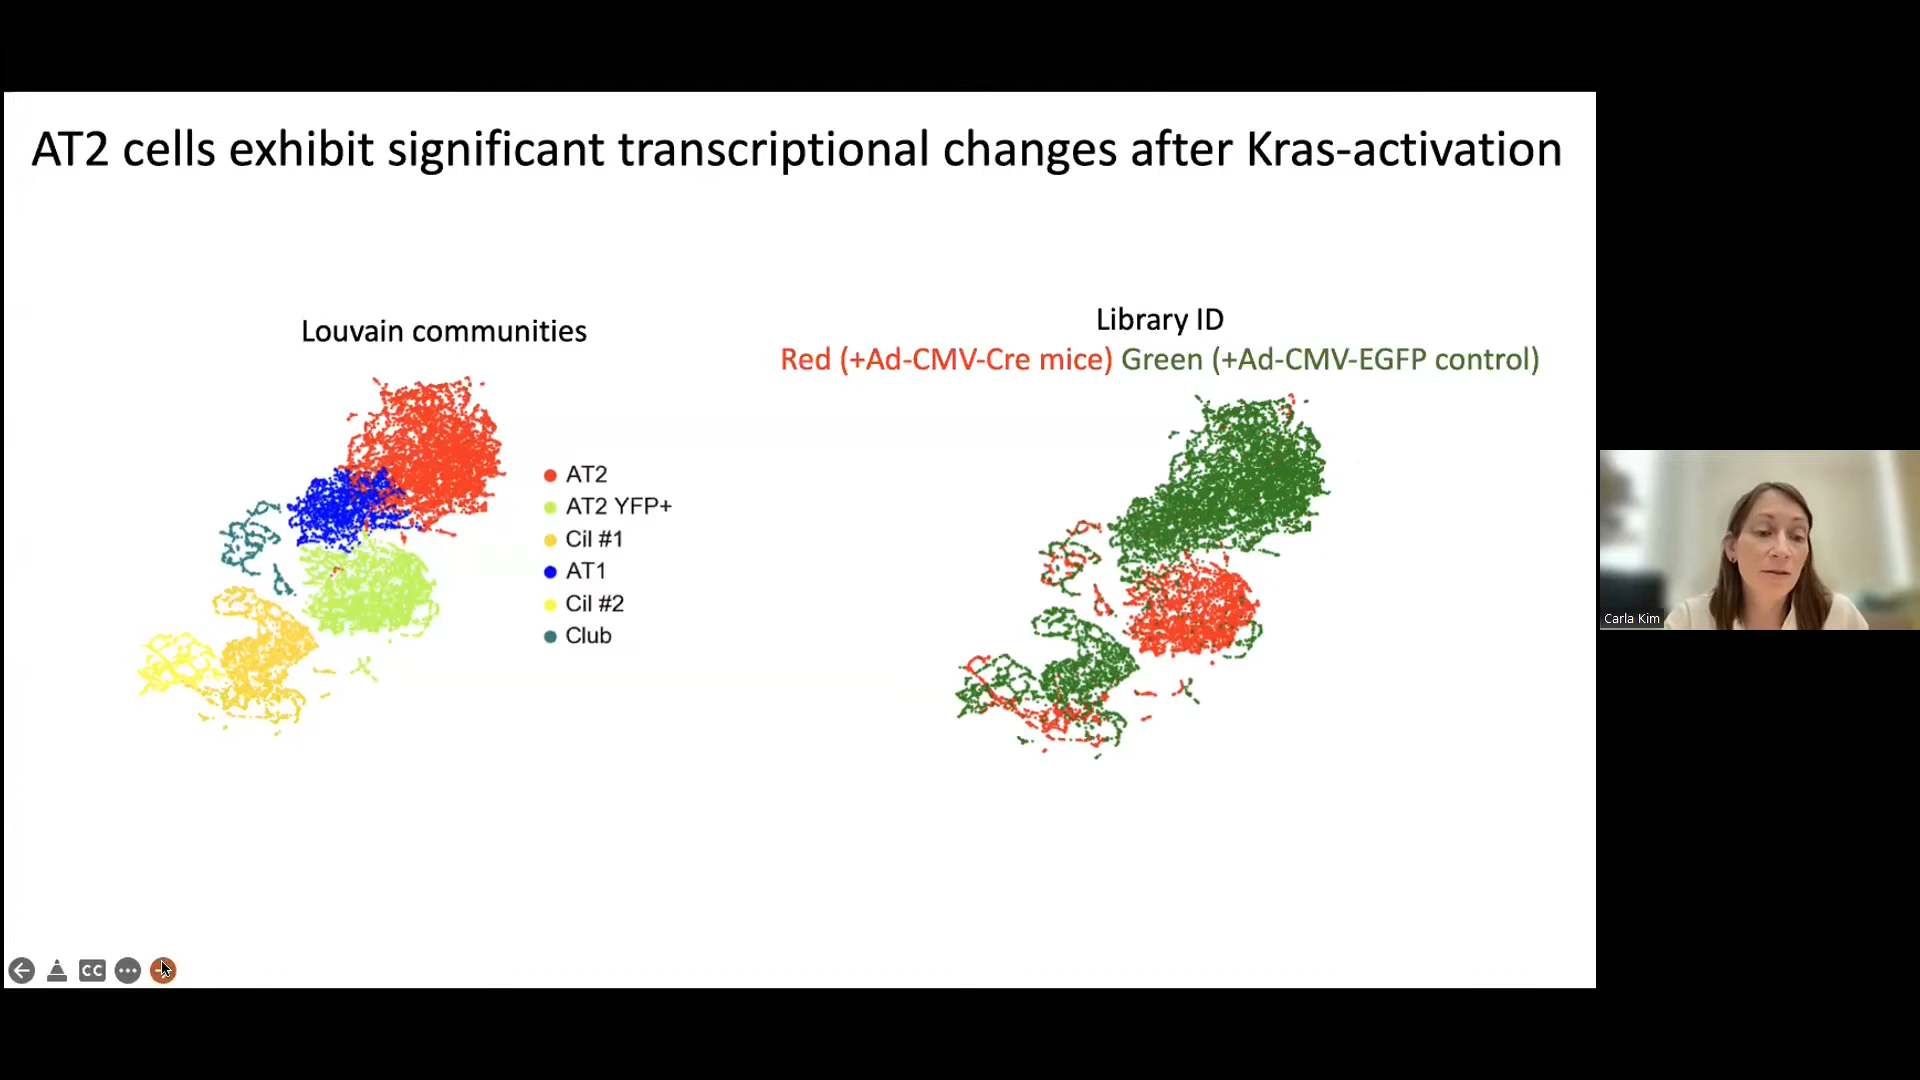 AT2 cells exhibit significant transcriptional changes after Kras-activation
Louvain communities
AT2
AT2 YFP+
Cil #1
AT1
Cil #2
Club
Library ID
Red (+Ad-CMV-Cre mice) Green (+Ad-CMV-EGFP control)
CC
Carla Kim